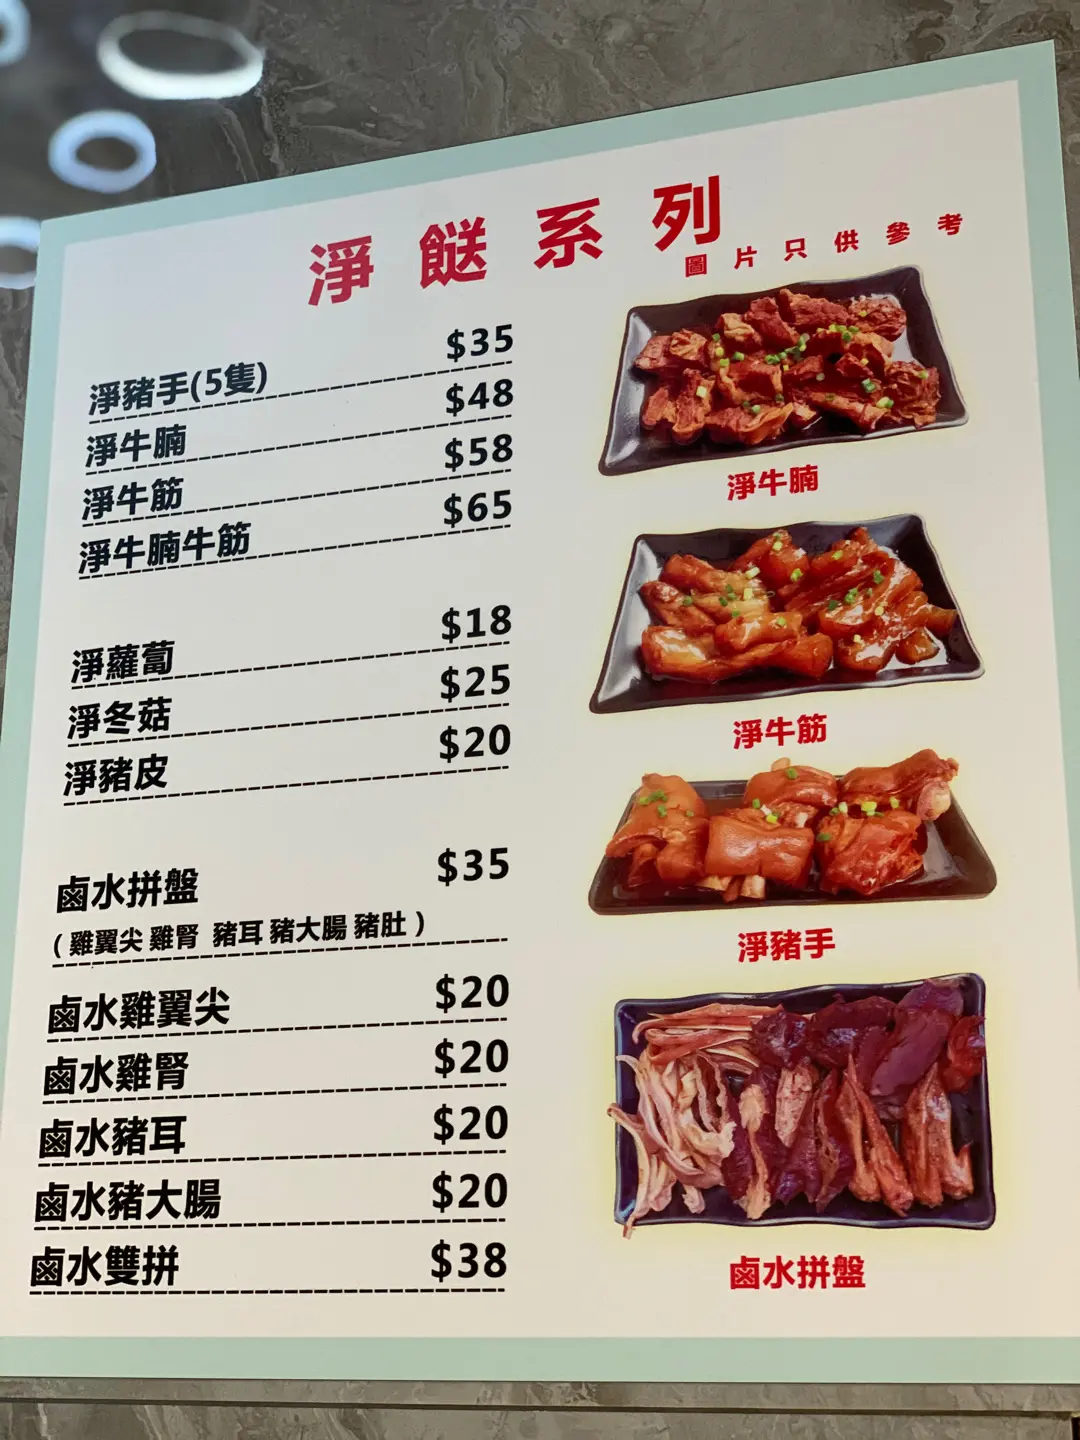 淨餸系列
圖片只供參考
淨豬手(5隻) $35
淨牛腩 $48
淨牛筋 $58
淨牛腩牛筋 $65
淨蘿蔔 $18
淨冬菇 $25
淨豬皮 $20
鹵水拼盤 $35
(雞翼尖 雞腎 豬耳 豬大腸 豬肚)
鹵水雞翼尖 $20
鹵水雞腎 $20
鹵水豬耳 $20
鹵水豬大腸 $20
鹵水雙拼 $38
淨牛腩
淨牛筋
淨豬手
鹵水拼盤